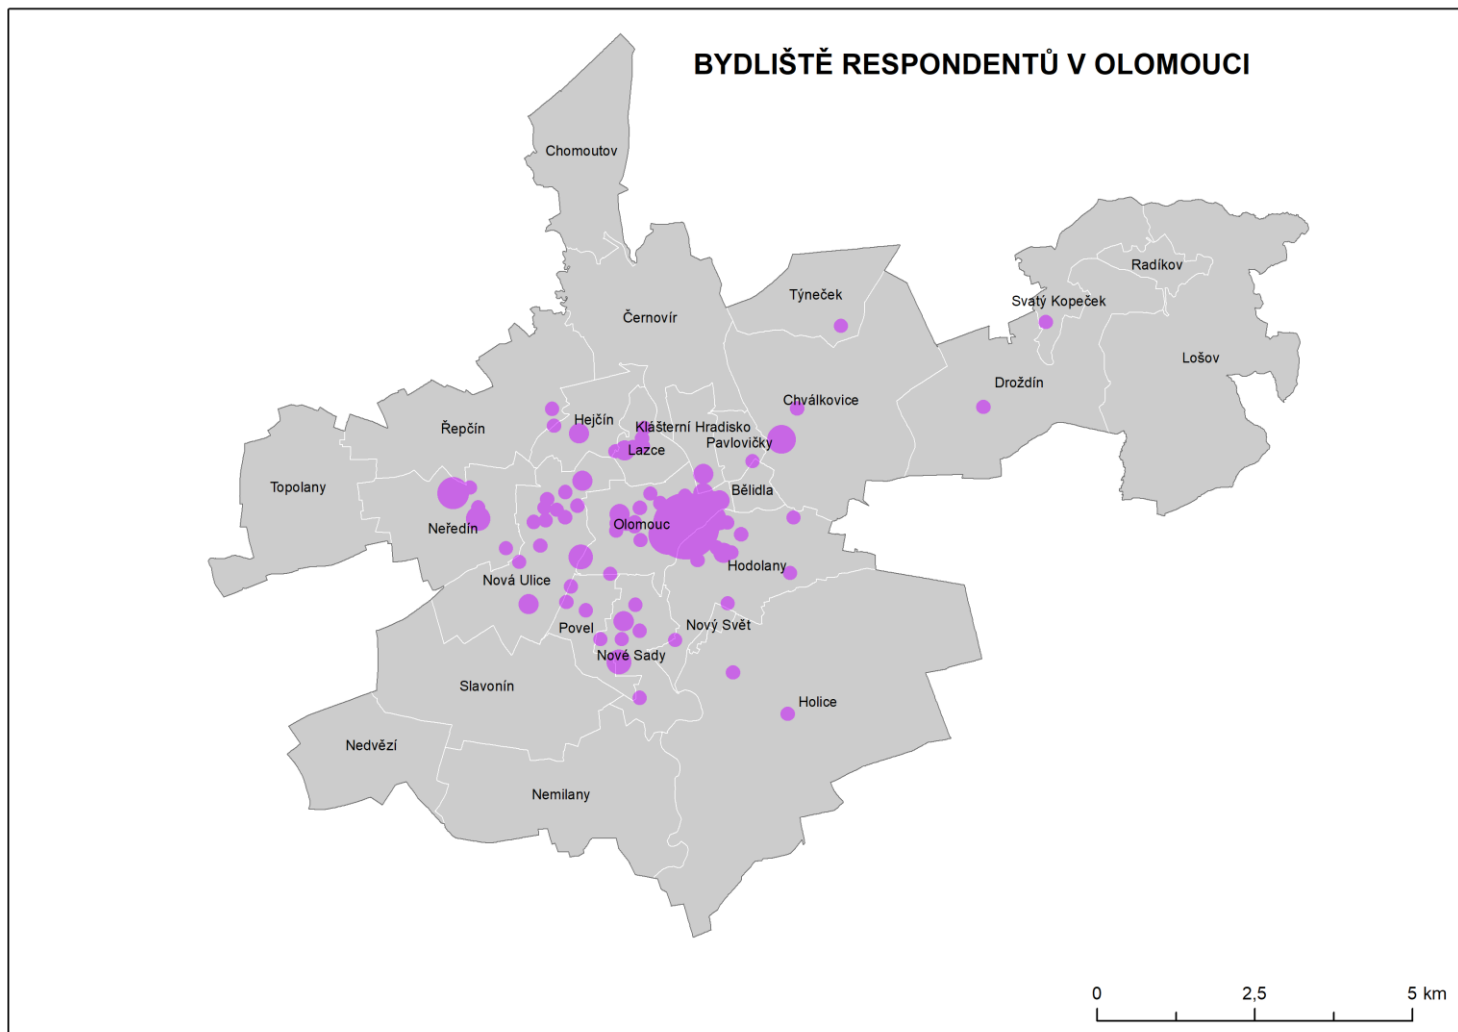 BYDLIŠTĚ RESPONDENTŮ V OLOMOUCI
Chomoutov
Radíkov
Týneček
Svatý Kopeček
Černovír
Lošov
Droždín
Chválkovice
Hejčín
Klášterní Hradisko
Řepčín
Pavlovičky
Lazce
Topolany
Bělidla
Olomouc
Neředín
Hodolany
Nová Ulice
Povel
Nový Svět
Nové Sady
Slavonín
Holice
Nedvězí
Nemilany
0 2,5 5 km